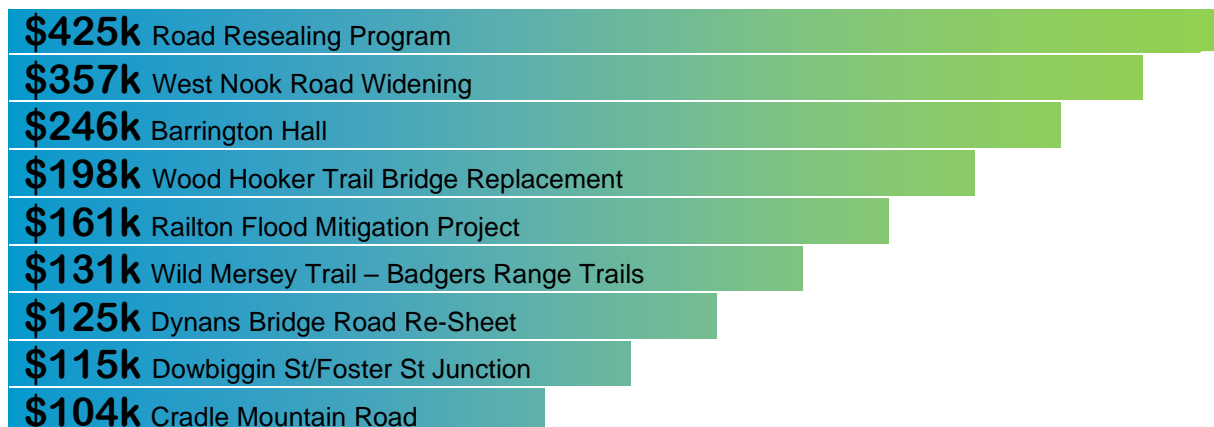 $425k Road Resealing Program
$357k West Nook Road Widening
$246k Barrington Hall
$198k Wood Hooker Trail Bridge Replacement
$161k Railton Flood Mitigation Project
$131k Wild Mersey Trail – Badgers Range Trails
$125k Dynans Bridge Road Re-Sheet
$115k Dowbiggin St/Foster St Junction
$104k Cradle Mountain Road